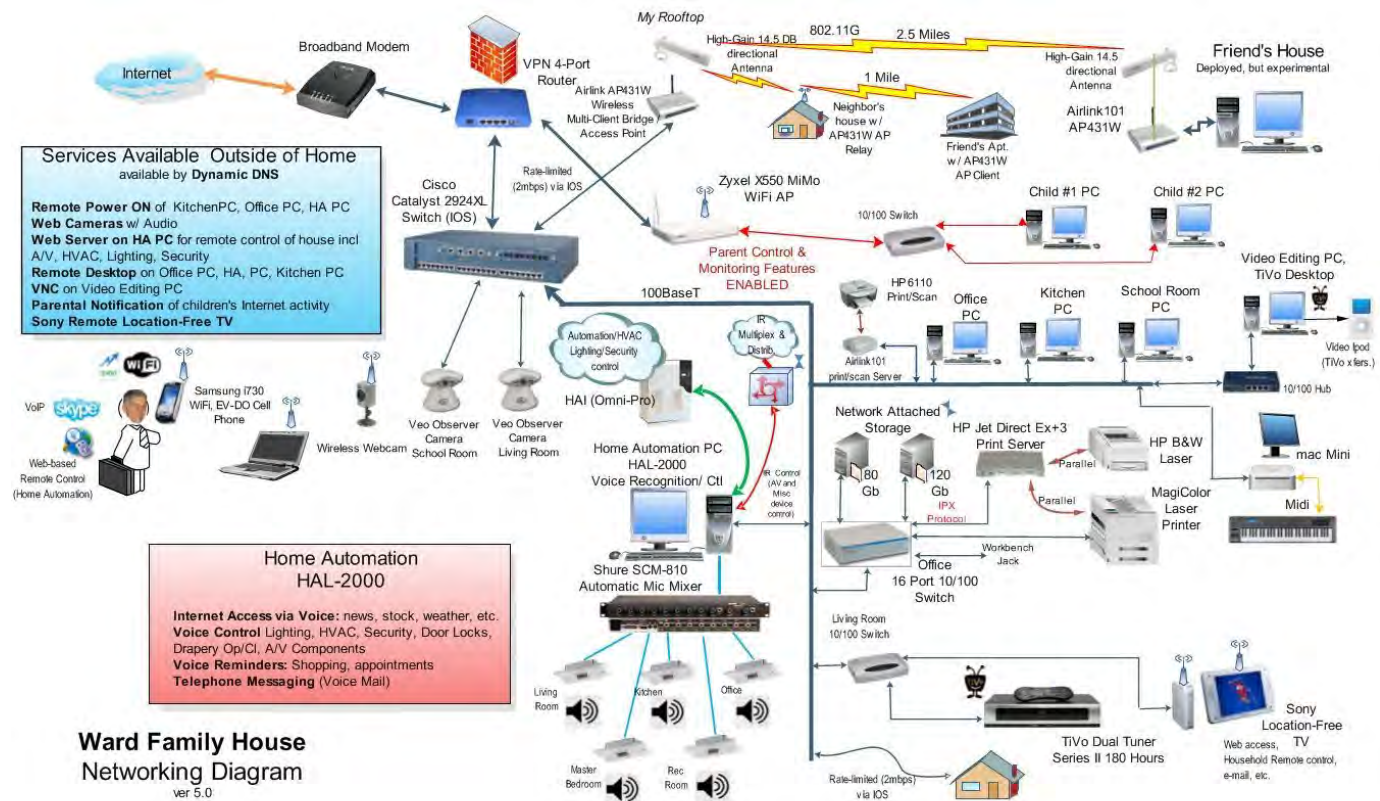 My Rooftop
Broadband Modem
Internet
VPN 4-Port
Router
High-Gain 14.5 DB
directional
Antenna
802.11G
2.5 Miles
1 Mile
High-Gain 14.5
directional
Antenna
Friend's House
Deployed, but experimental
Airlink AP431W
Wireless
Multi-Client Bridge
Access Point
Neighbor's
house w/
AP431W AP
Relay
Friend's Apt.
w/ AP431W
AP Client
Airlink101
AP431W
Services Available Outside of Home
available by Dynamic DNS
Remote Power ON of KitchenPC, Office PC, HA PC
Web Cameras w/ Audio
Web Server on HA PC for remote control of house incl
A/V, HVAC, Lighting, Security
Remote Desktop on Office PC, HA, PC, Kitchen PC
VNC on Video Editing PC
Parental Notification of children's Internet activity
Sony Remote Location-Free TV
Rate-limited
(2mbps) via IOS
Cisco
Catalyst 2924XL
Switch (IOS)
Zyxel X550 MiMo
WiFi AP
10/100 Switch
Child #1 PC
Child #2 PC
Parent Control &
Monitoring Features
ENABLED
100BaseT
HP 6110
Print/Scan
Office
PC
Kitchen
PC
School Room
PC
Video Editing PC,
TiVo Desktop
TiVo
Video Ipod
(TiVo xfers.)
Airlink101
print/scan Server
10/100 Hub
Automation/HVAC
Lighting/Security
control
IR
Multiplex &
Distrib.
HAI (Omni-Pro)
WiFi
Samsung i730
WiFi, EV-DO Cell
Phone
VoIP
skype
Web-based
Remote Control
(Home Automation)
Wireless Webcam
Veo Observer
Camera
School Room
Veo Observer
Camera
Living Room
Home Automation PC
HAL-2000
Voice Recognition/ Ctl
IR Control
(AV and
Misc
device
control)
Network Attached
Storage
80
Gb
120
Gb
IPX
Protocol
HP Jet Direct Ex+3
Print Server
Parallel
Parallel
HP B&W
Laser
MagiColor
Laser
Printer
mac Mini
Midi
Workbench
Jack
Office
16 Port 10/100
Switch
Home Automation
HAL-2000
Internet Access via Voice: news, stock, weather, etc.
Voice Control Lighting, HVAC, Security, Door Locks,
Drapery Op/Cl, A/V Components
Voice Reminders: Shopping, appointments
Telephone Messaging (Voice Mail)
Shure SCM-810
Automatic Mic Mixer
Living
Room
Kitchen
Office
Master
Bedroom
Rec
Room
Living Room
10/100 Switch
TiVo
TiVo Dual Tuner
Series II 180 Hours
Sony
Location-Free
TV
Web access,
Household Remote control,
e-mail, etc.
Rate-limited (2mbps)
via IOS
Ward Family House
Networking Diagram
ver 5.0